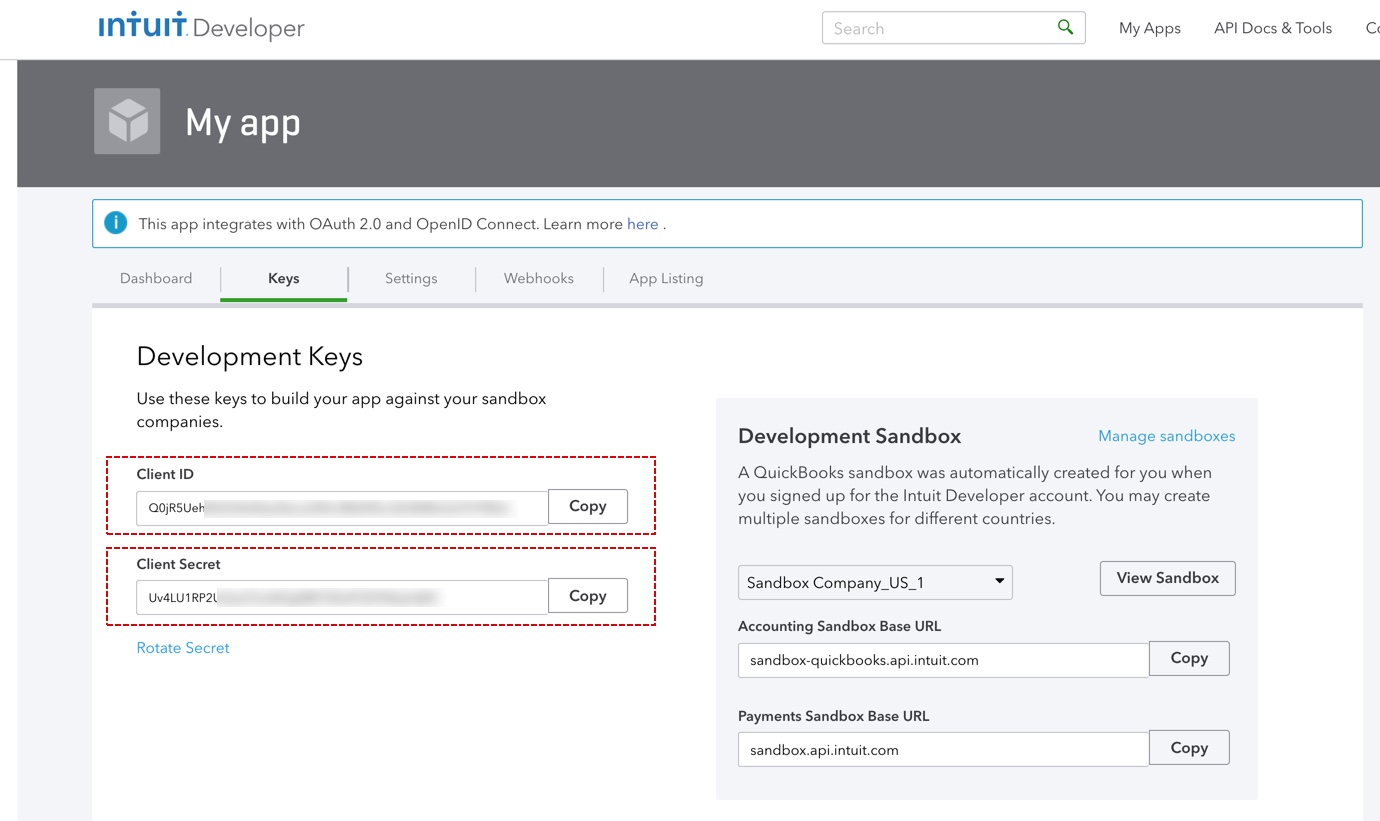 intuit Developer
Search
My Apps
API Docs & Tools
My app
i
This app integrates with OAuth 2.0 and OpenID Connect. Learn more here .
Dashboard
Keys
Settings
Webhooks
App Listing
Development Keys
Use these keys to build your app against your sandbox
companies.
Client ID
Q0jR5Ueh
Copy
Client Secret
Uv4LU1RP2U
Copy
Rotate Secret
Development Sandbox
Manage sandboxes
A QuickBooks sandbox was automatically created for you when
you signed up for the Intuit Developer account. You may create
multiple sandboxes for different countries.
Sandbox Company_US_1
View Sandbox
Accounting Sandbox Base URL
sandbox-quickbooks.api.intuit.com
Copy
Payments Sandbox Base URL
sandbox.api.intuit.com
Copy